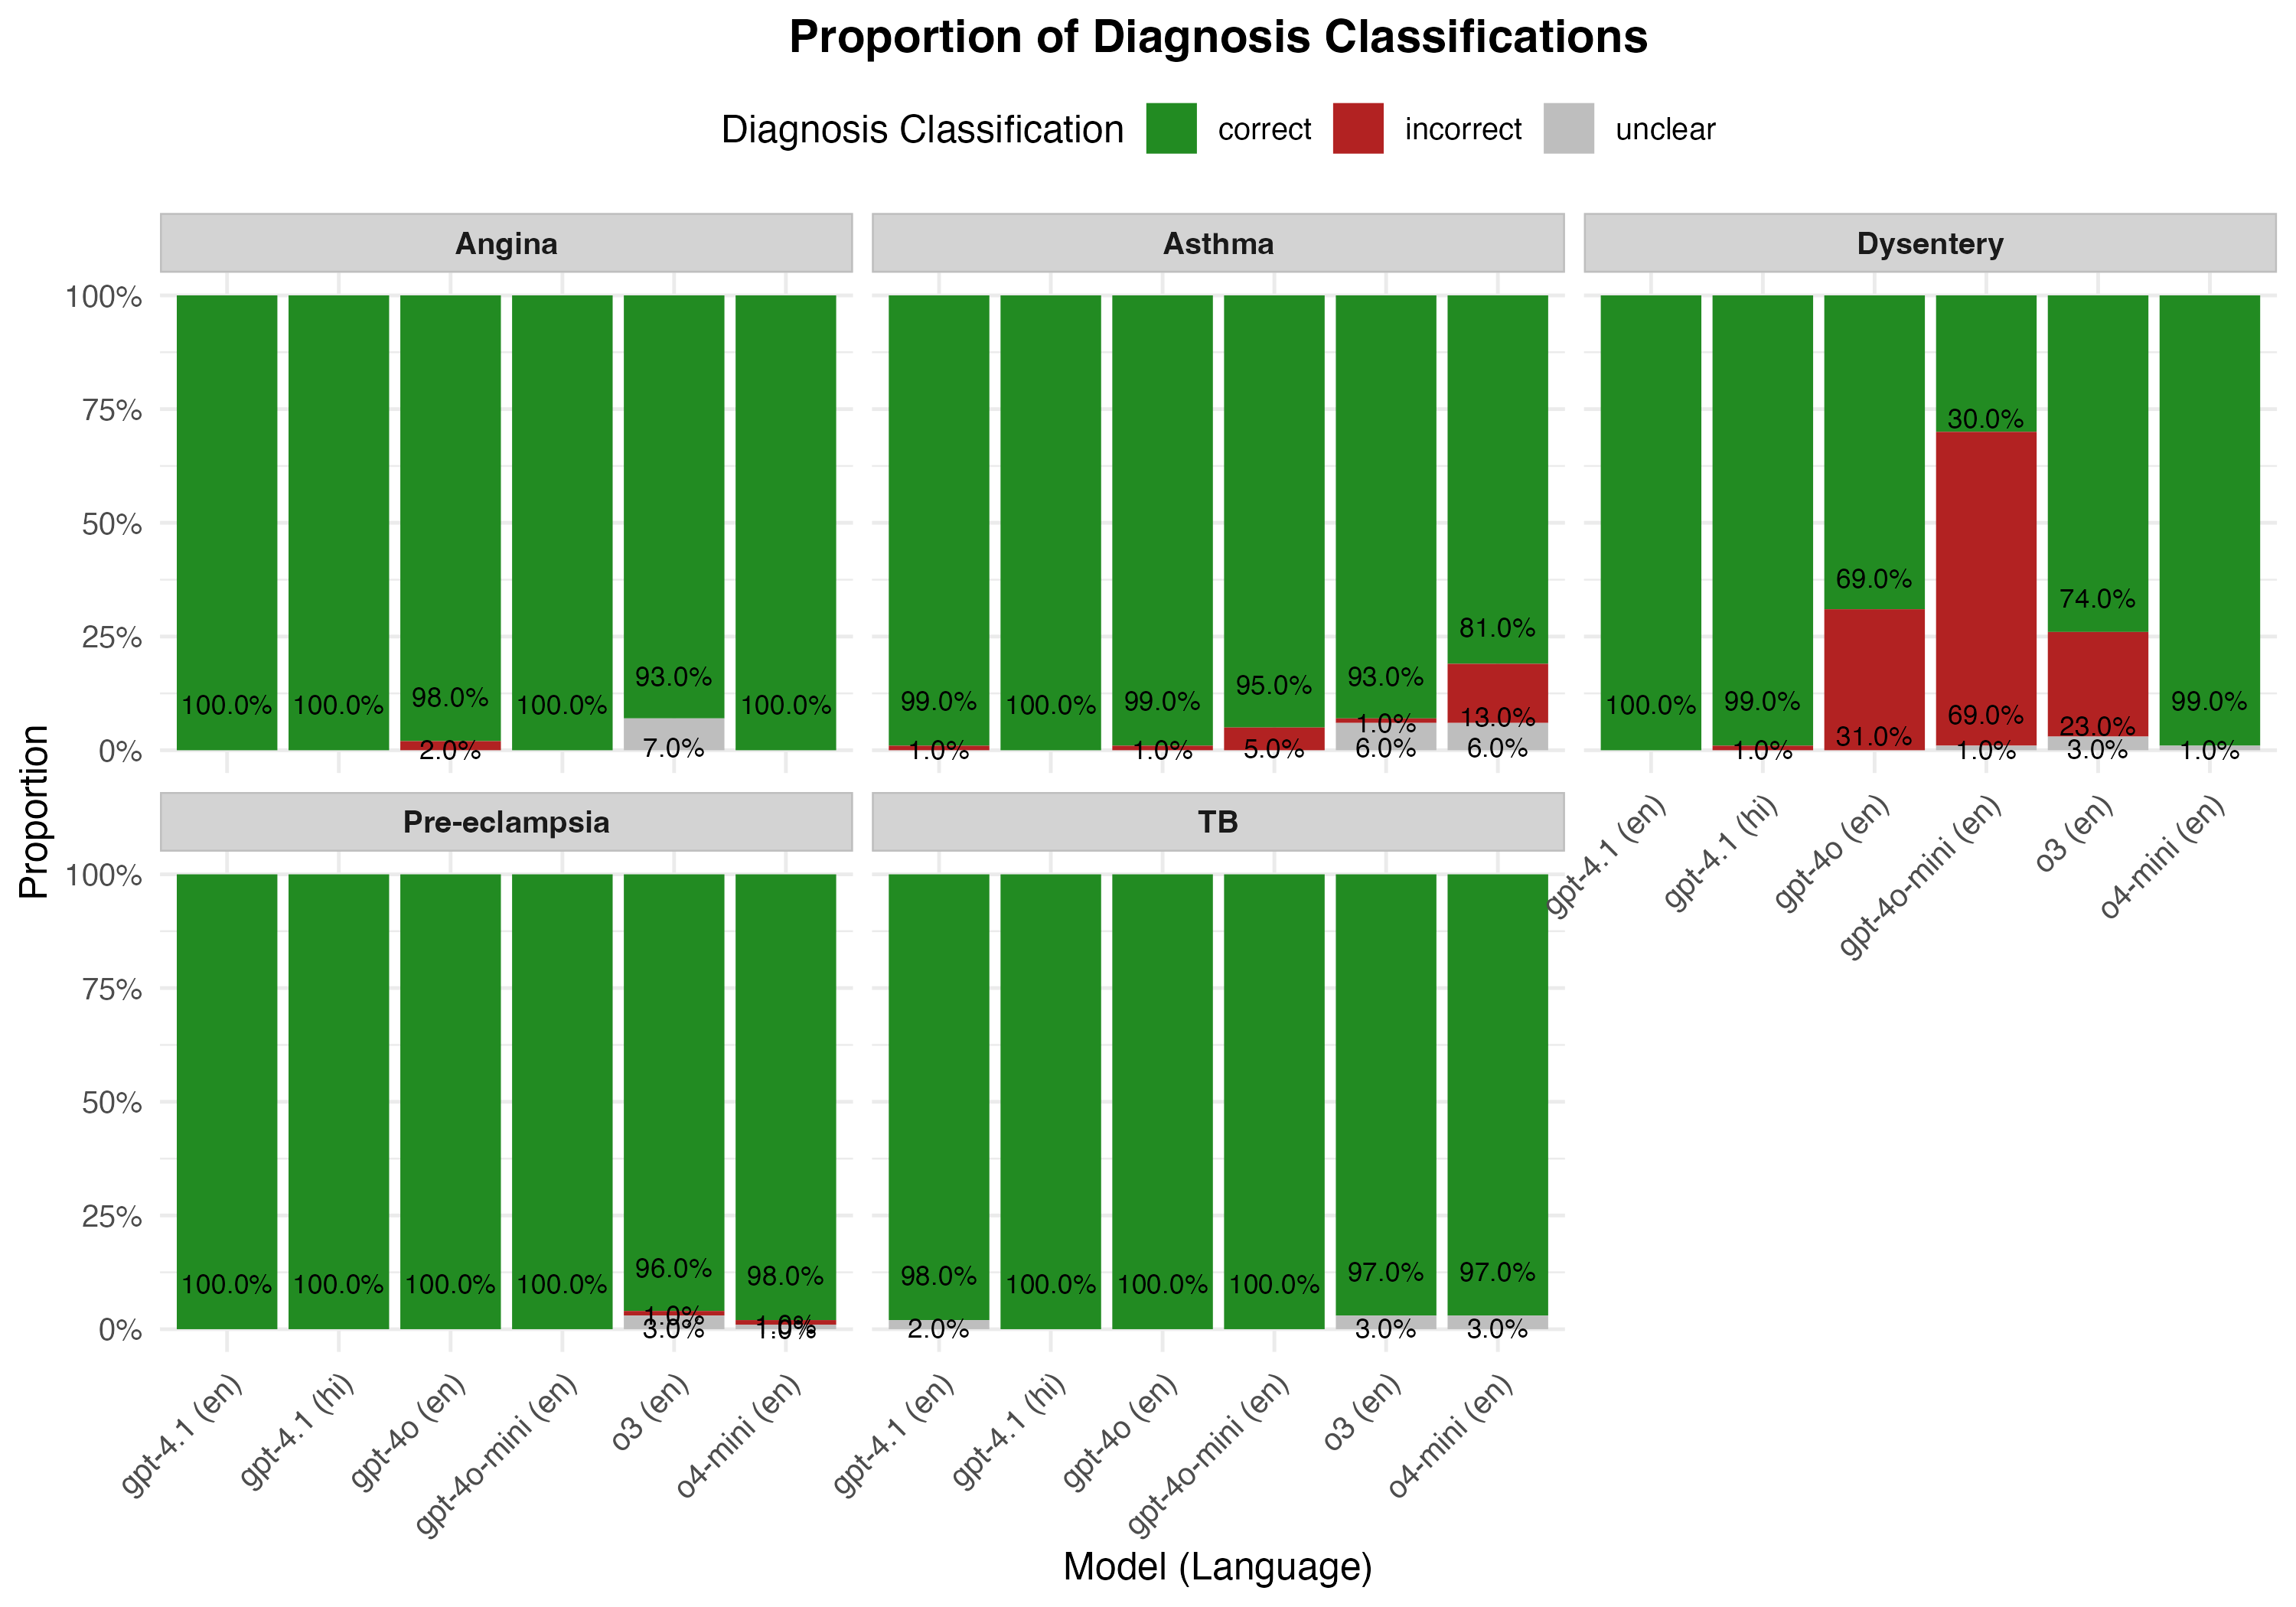 Proportion of Diagnosis Classifications
Diagnosis Classification correct incorrect unclear
Angina
Asthma
Dysentery
Proportion
100%
75%
50%
25%
0%
100.0% 100.0% 98.0% 100.0% 93.0% 100.0%
2.0% 7.0%
99.0% 100.0% 99.0% 95.0% 93.0% 81.0%
1.0% 1.0% 5.0% 1.0% 13.0%
6.0% 6.0%
100.0% 99.0% 69.0% 30.0% 74.0% 99.0%
1.0% 31.0% 69.0% 23.0%
1.0% 3.0% 1.0%
gpt-4.1 (en) gpt-4.1 (hi) gpt-4o (en) gpt-4o-mini (en) o3 (en) o4-mini (en)
Pre-eclampsia
TB
100%
75%
50%
25%
0%
100.0% 100.0% 100.0% 100.0% 96.0% 98.0%
1.0% 1.0%
3.0% 1.0%
98.0% 100.0% 100.0% 100.0% 97.0% 97.0%
2.0% 3.0% 3.0%
gpt-4.1 (en) gpt-4.1 (hi) gpt-4o (en) gpt-4o-mini (en) o3 (en) o4-mini (en)
gpt-4.1 (en) gpt-4.1 (hi) gpt-4o (en) gpt-4o-mini (en) o3 (en) o4-mini (en)
Model (Language)